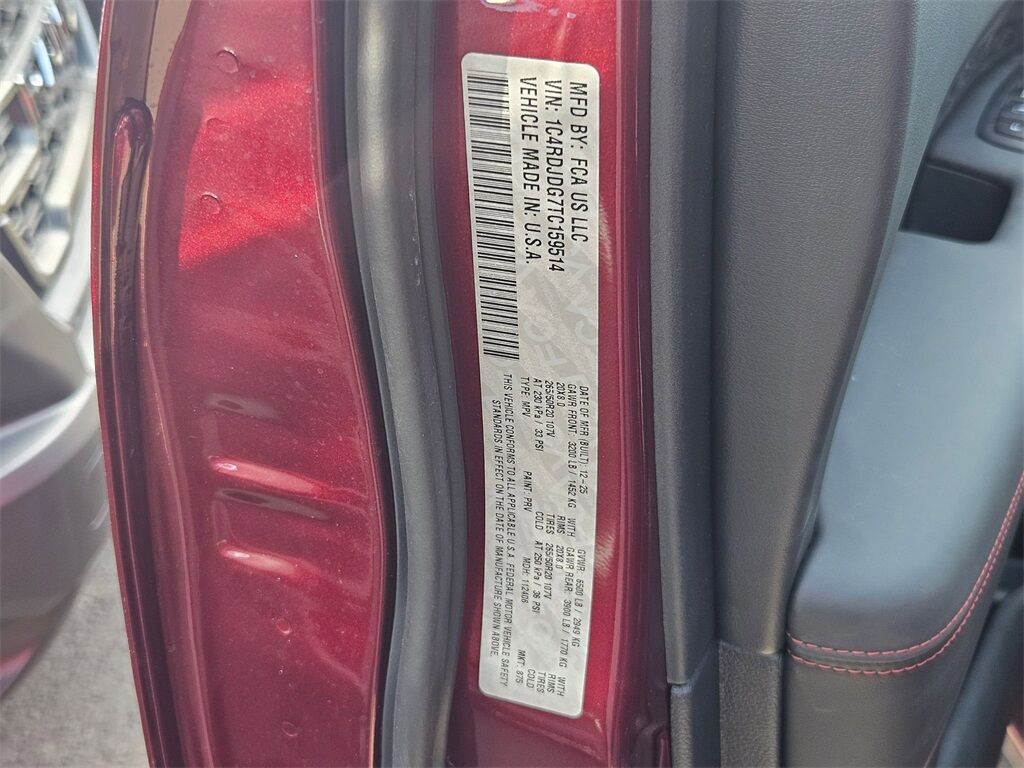 MFD BY: FCA US LLC
VIN: 1C4RDJDG7TC159514
VEHICLE MADE IN: U.S.A.
DATE OF MFR (BUILT): 12-25 GVWR: 6500 LB / 2949 KG
GAWR FRONT: 3200 LB / 1452 KG WITH GAWR REAR: 3900 LB / 1770 KG WITH
20X8.0 RIMS 20X8.0 RIMS
265/50R20 107V TIRES 265/50R20 107V TIRES
AT 230 kPa / 33 PSI COLD AT 250 kPa / 36 PSI COLD
TYPE: MPV PAINT: PRV MDH: 112406 MKT: 875
THIS VEHICLE CONFORMS TO ALL APPLICABLE U.S.A. FEDERAL MOTOR VEHICLE SAFETY
STANDARDS IN EFFECT ON THE DATE OF MANUFACTURE SHOWN ABOVE.